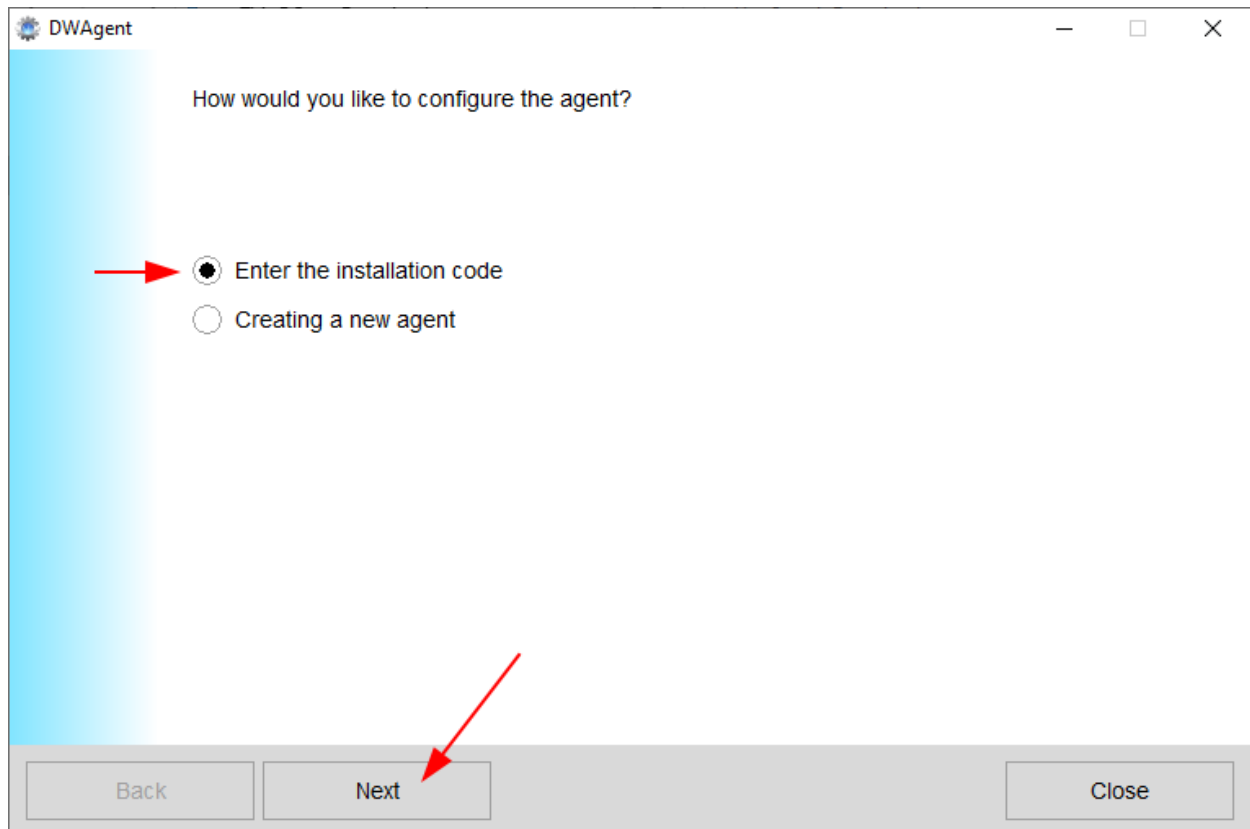 DWAgent
How would you like to configure the agent?
Enter the installation code
Creating a new agent
Back
Next
Close